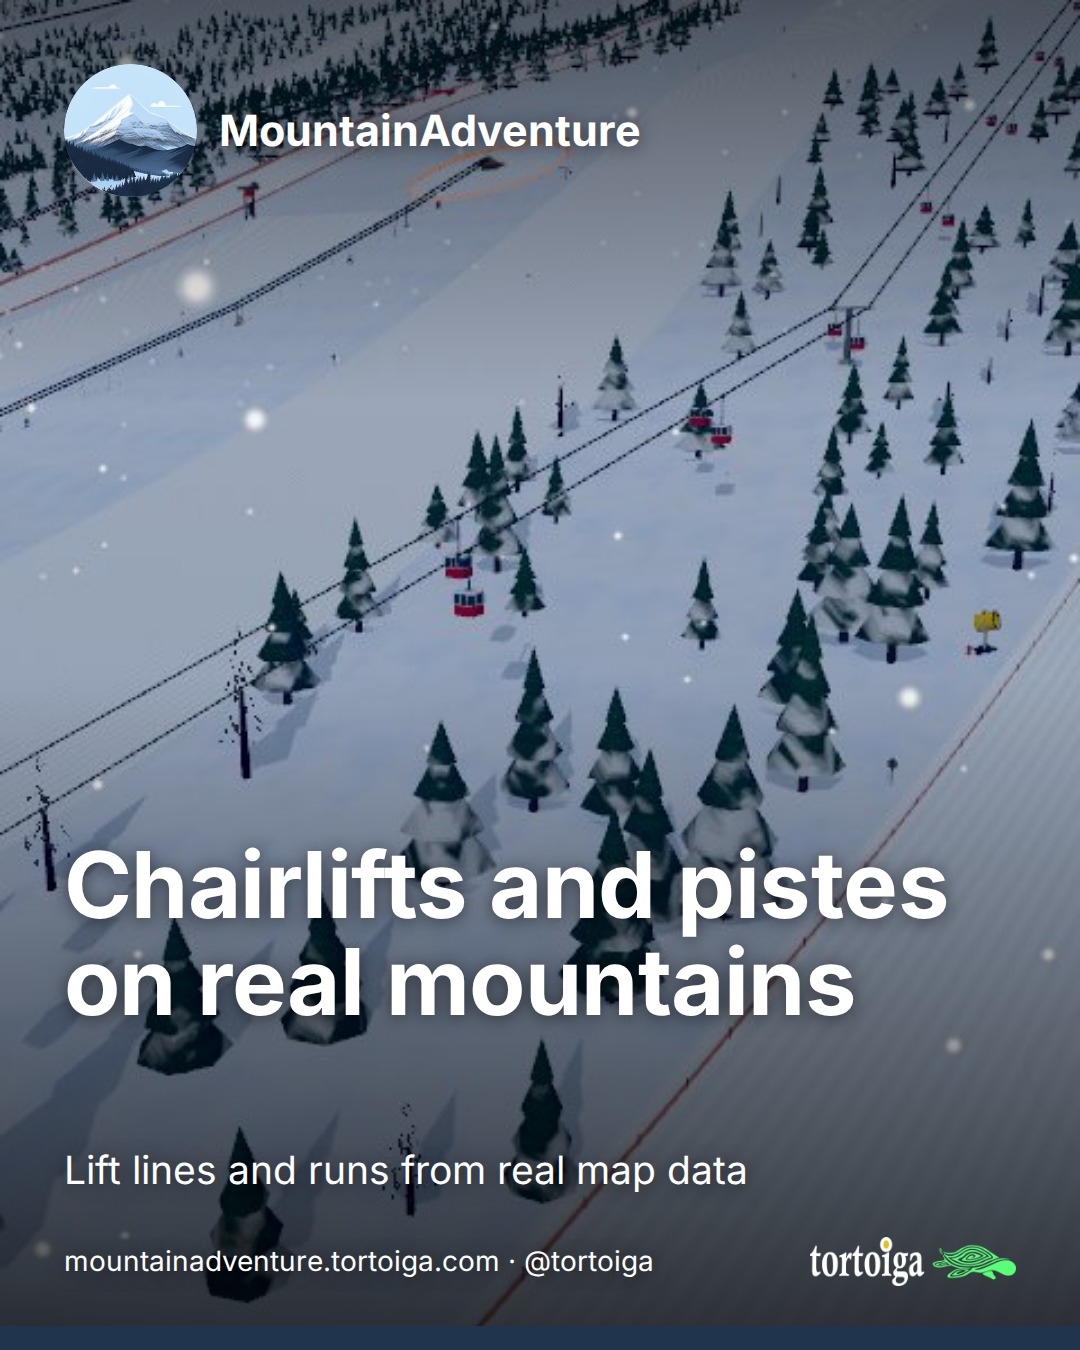 MountainAdventure
Chairlifts and pistes
on real mountains
Lift lines and runs from real map data
mountainadventure.tortoiga.com · @tortoiga
tortoiga